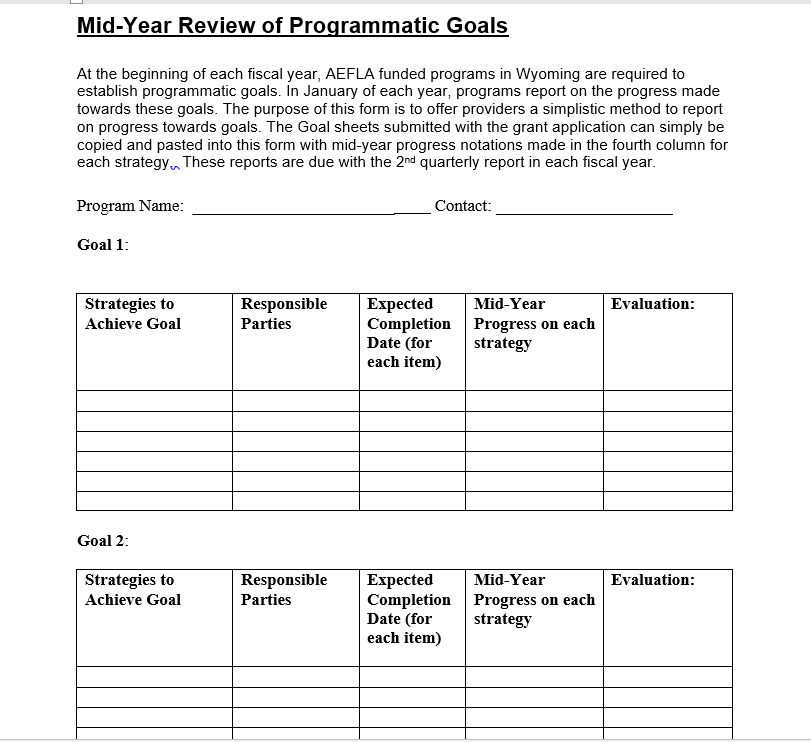 Mid-Year Review of Programmatic Goals
At the beginning of each fiscal year, AEFLA funded programs in Wyoming are required to
establish programmatic goals. In January of each year, programs report on the progress made
towards these goals. The purpose of this form is to offer providers a simplistic method to report
on progress towards goals. The Goal sheets submitted with the grant application can simply be
copied and pasted into this form with mid-year progress notations made in the fourth column for
each strategy.. These reports are due with the 2nd quarterly report in each fiscal year.
Program Name: ____________________________ Contact: ____________________
Goal 1:
Strategies to
Achieve Goal
Responsible
Parties
Expected
Completion
Date (for
each item)
Mid-Year
Progress on each
strategy
Evaluation:
Goal 2:
Strategies to
Achieve Goal
Responsible
Parties
Expected
Completion
Date (for
each item)
Mid-Year
Progress on each
strategy
Evaluation: